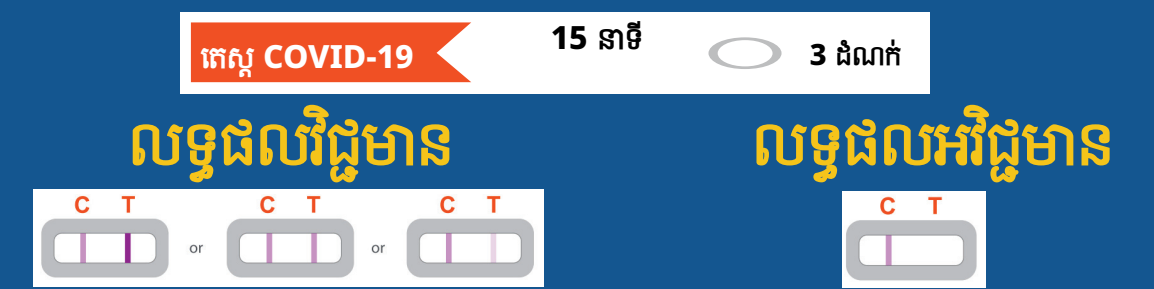 តេស្ត COVID-19 15 នាទី 3 ដំណក់
លទ្ធផលវិជ្ជមាន លទ្ធផលអវិជ្ជមាន
C T C T C T C T
or or